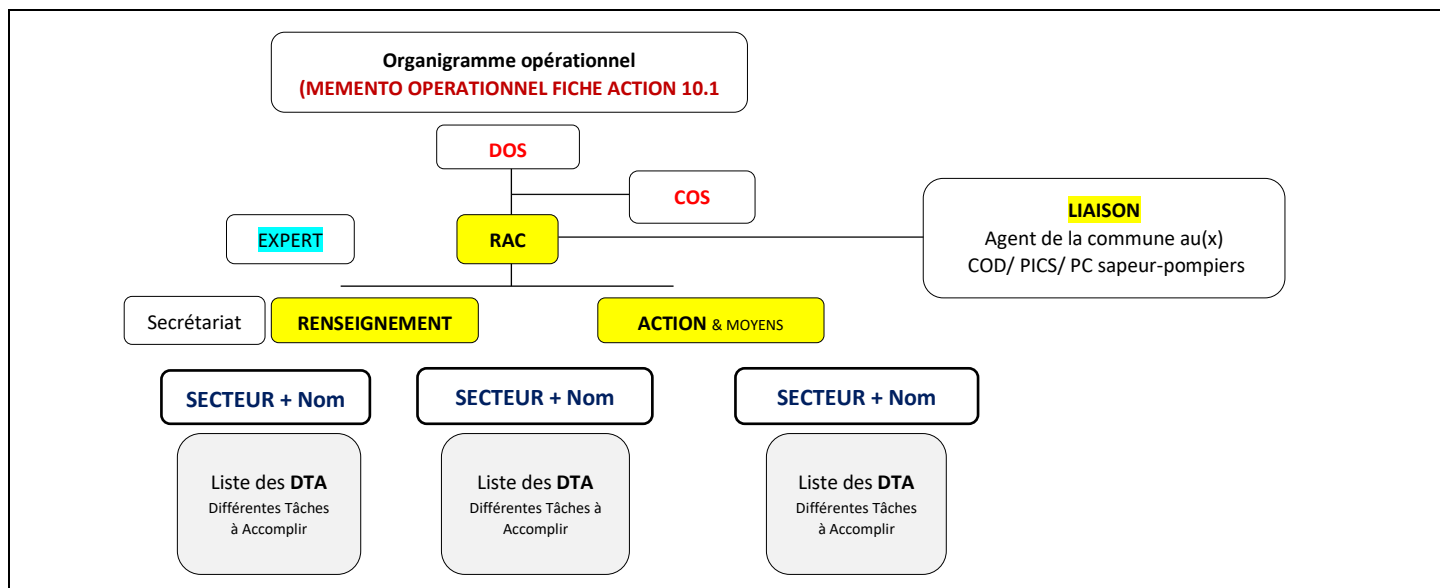 Organigramme opérationnel
(MEMENTO OPERATIONNEL FICHE ACTION 10.1
DOS
COS
LIAISON
Agent de la commune au(x)
COD/ PICS/ PC sapeur-pompiers
EXPERT
RAC
Secrétariat
RENSEIGNEMENT
ACTION & MOYENS
SECTEUR + Nom
SECTEUR + Nom
SECTEUR + Nom
Liste des DTA
Différentes Tâches
à Accomplir
Liste des DTA
Différentes Tâches à
Accomplir
Liste des DTA
Différentes Tâches
à Accomplir